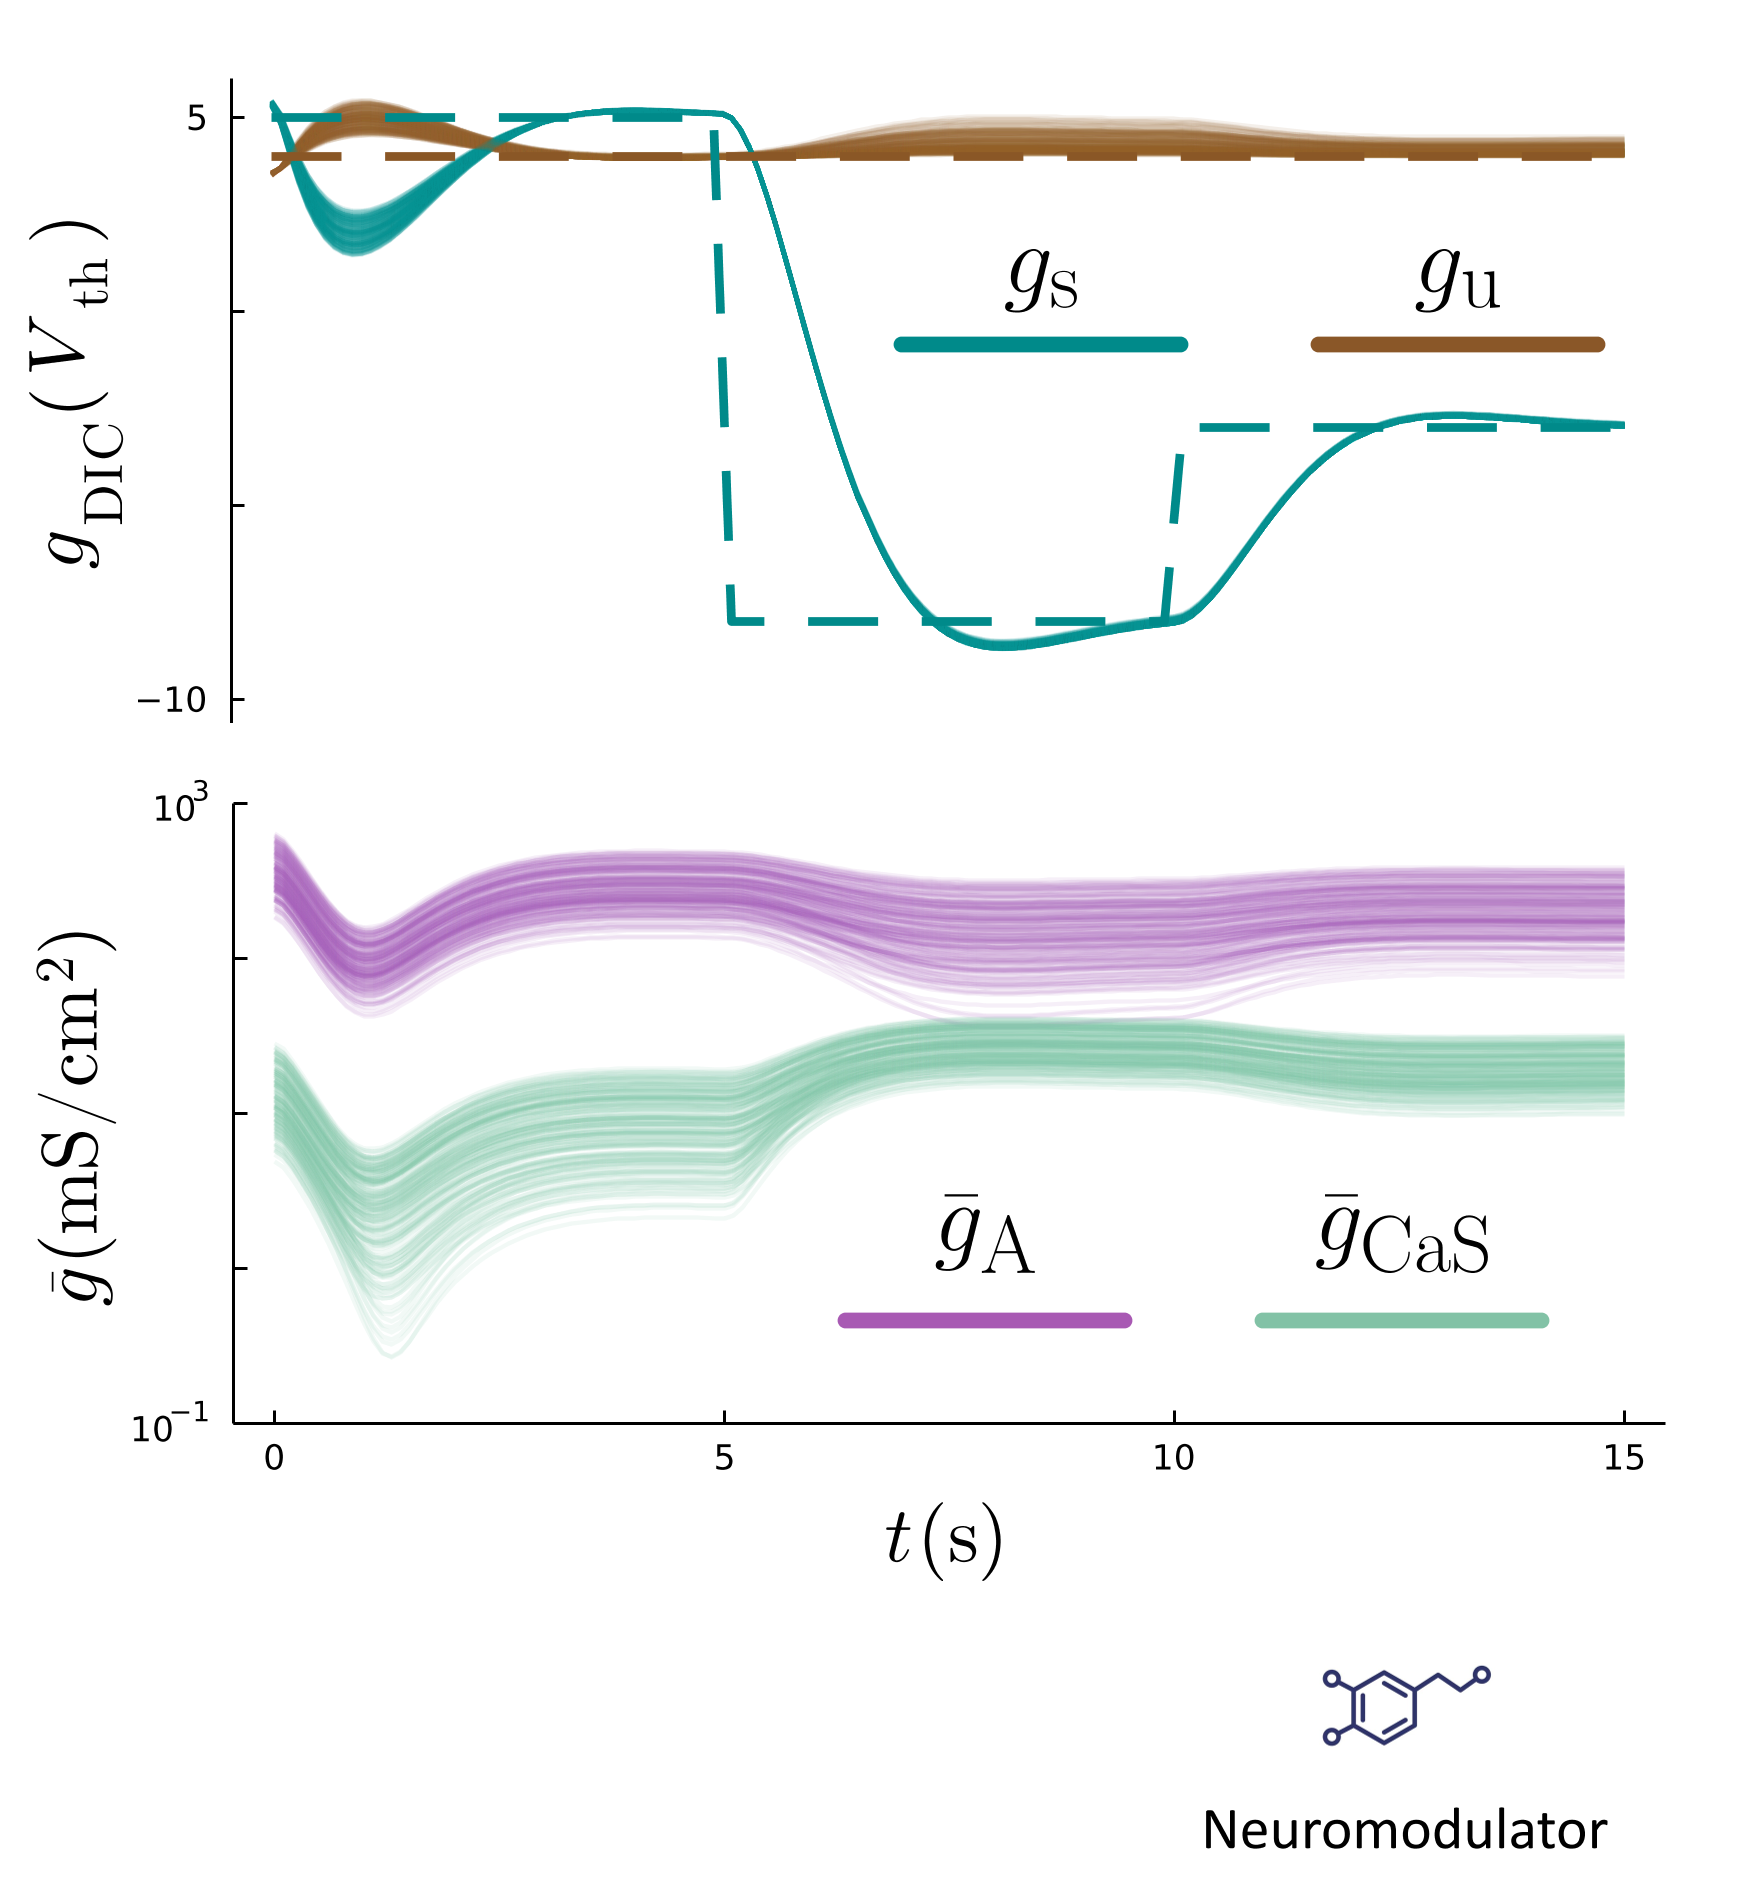 5
g_DIC(V_th)
g_s g_u
−10
10^3
ḡ(mS/cm^2)
ḡ_A ḡ_CaS
10^−1
0 5 10 15
t(s)
Neuromodulator